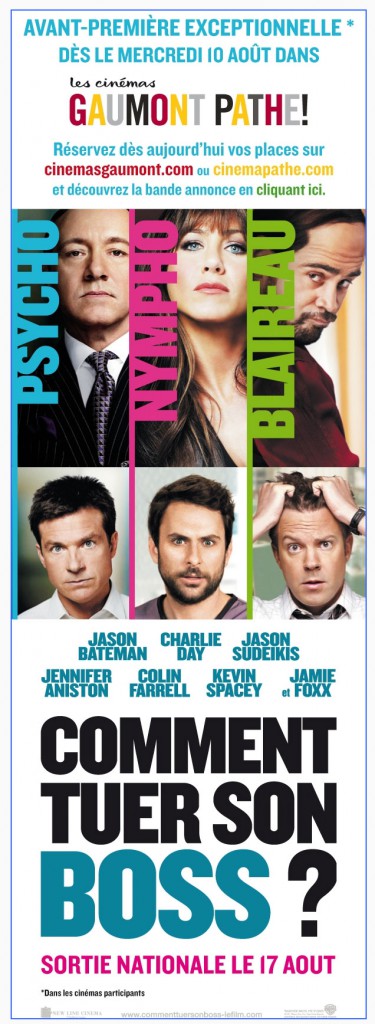 AVANT-PREMIÈRE EXCEPTIONNELLE *
DÈS LE MERCREDI 10 AOÛT DANS
les cinémas
GAUMONT PATHE!
Réservez dès aujourd'hui vos places sur
cinemasgaumont.com ou cinemapathe.com
et découvrez la bande annonce en cliquant ici.
PSYCHO
NYMPHO
BLAIREAU
JASON BATEMAN
CHARLIE DAY
JASON SUDEIKIS
JENNIFER ANISTON
COLIN FARRELL
KEVIN SPACEY
et JAMIE FOXX
COMMENT
TUER SON
BOSS ?
SORTIE NATIONALE LE 17 AOUT
*Dans les cinémas participants
NEW LINE CINEMA
www.commenttuersonboss-lefilm.com